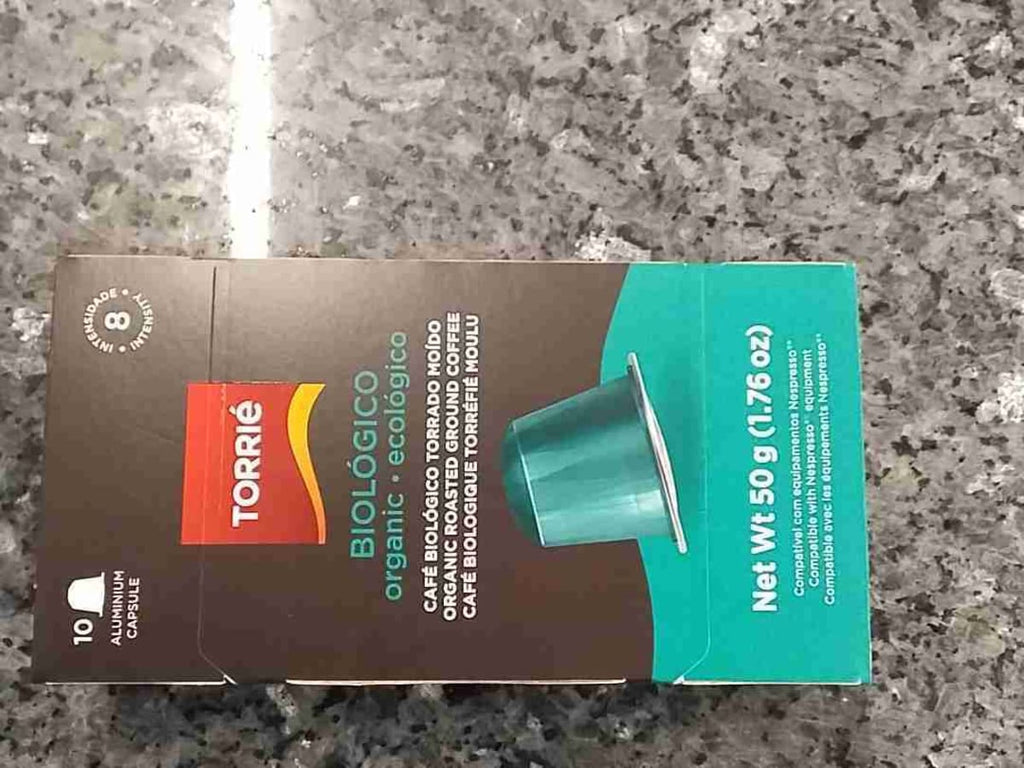 10
ALUMINIUM
CAPSULE
INTENSIDADE • INTENSITY •
8
TORRIÉ
BIOLÓGICO
organic • ecológico
CAFÉ BIOLÓGICO TORRADO MOÍDO
ORGANIC ROASTED GROUND COFFEE
CAFÉ BIOLOGIQUE TORRÉFIÉ MOULU
Net Wt 50 g (1.76 oz)
Compatível com equipamentos Nespresso**
Compatible with Nespresso** equipment
Compatible avec les équipements Nespresso**